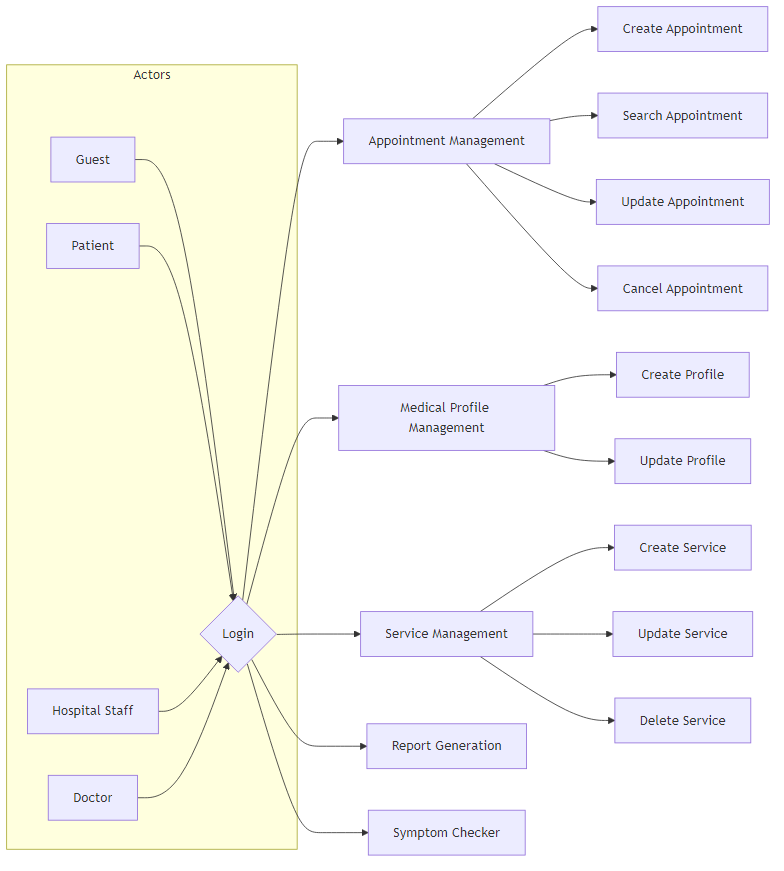 Actors
Guest
Patient
Login
Hospital Staff
Doctor
Appointment Management
Medical Profile
Management
Service Management
Report Generation
Symptom Checker
Create Appointment
Search Appointment
Update Appointment
Cancel Appointment
Create Profile
Update Profile
Create Service
Update Service
Delete Service